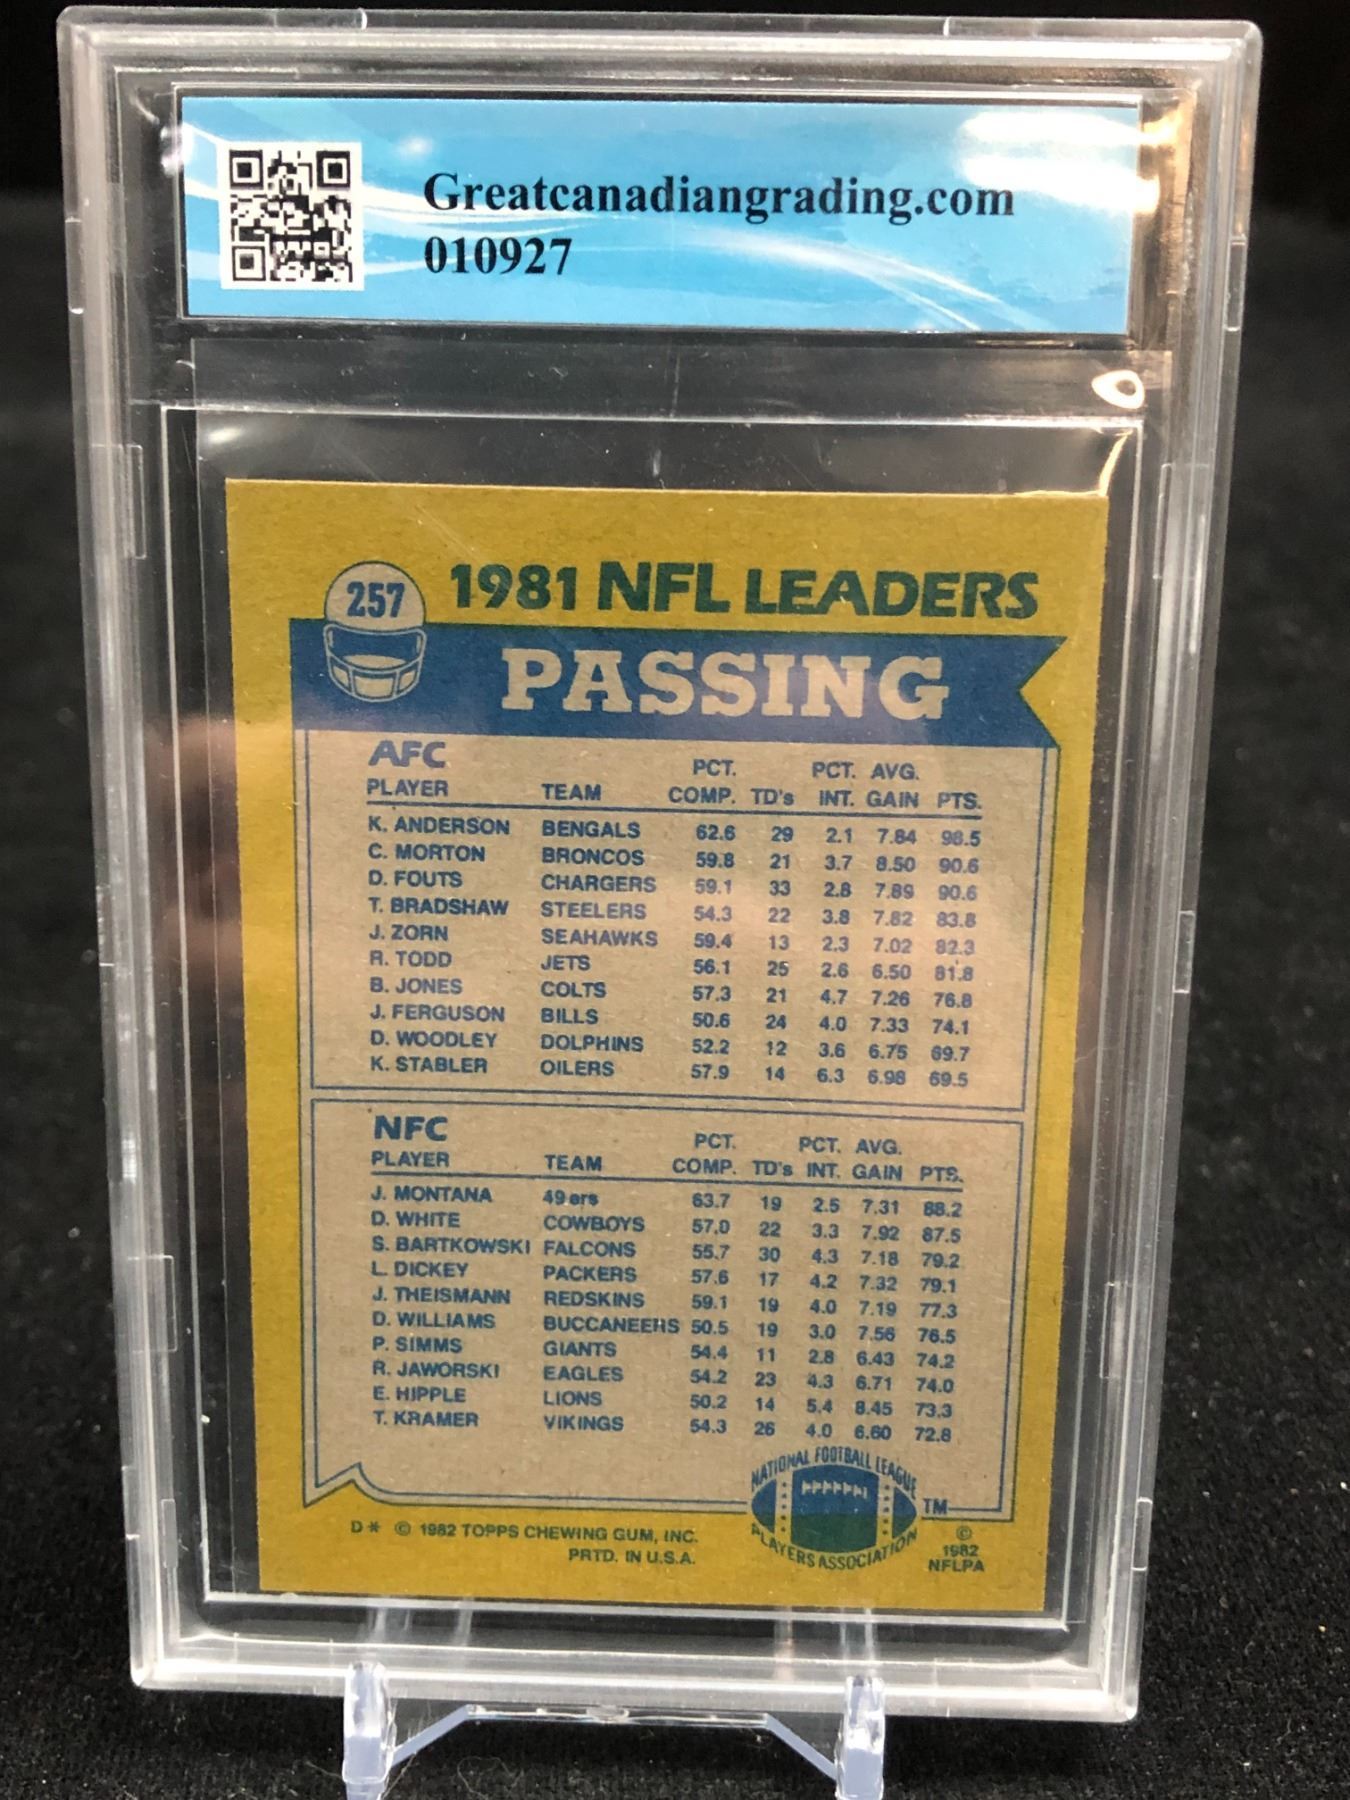 Greatcanadiangrading.com
010927
257 1981 NFL LEADERS
PASSING
AFC
PLAYER TEAM PCT. COMP. TD's PCT. INT. AVG. GAIN PTS.
K. ANDERSON BENGALS 62.6 29 2.1 7.84 98.5
C. MORTON BRONCOS 59.8 21 3.7 8.50 90.6
D. FOUTS CHARGERS 59.1 33 2.8 7.89 90.6
T. BRADSHAW STEELERS 54.3 22 3.8 7.82 83.8
J. ZORN SEAHAWKS 59.4 13 2.3 7.02 82.3
R. TODD JETS 56.1 25 2.6 6.50 81.8
B. JONES COLTS 57.3 21 4.7 7.26 76.8
J. FERGUSON BILLS 50.6 24 4.0 7.33 74.1
D. WOODLEY DOLPHINS 52.2 12 3.6 6.75 69.7
K. STABLER OILERS 57.9 14 6.3 6.98 69.5
NFC
PLAYER TEAM PCT. COMP. TD's PCT. INT. AVG. GAIN PTS.
J. MONTANA 49ers 63.7 19 2.5 7.31 88.2
D. WHITE COWBOYS 57.0 22 3.3 7.92 87.5
S. BARTKOWSKI FALCONS 55.7 30 4.3 7.18 79.2
L. DICKEY PACKERS 57.6 17 4.2 7.32 79.1
J. THEISMANN REDSKINS 59.1 19 4.0 7.19 77.3
D. WILLIAMS BUCCANEERS 50.5 19 3.0 7.56 76.5
P. SIMMS GIANTS 54.4 11 2.8 6.43 74.2
R. JAWORSKI EAGLES 54.2 23 4.3 6.71 74.0
E. HIPPLE LIONS 50.2 14 5.4 8.45 73.3
T. KRAMER VIKINGS 54.3 26 4.0 6.60 72.8
NATIONAL FOOTBALL LEAGUE
PLAYERS ASSOCIATION
TM
D* © 1982 TOPPS CHEWING GUM, INC.
PRTD. IN U.S.A.
©
1982
NFLPA